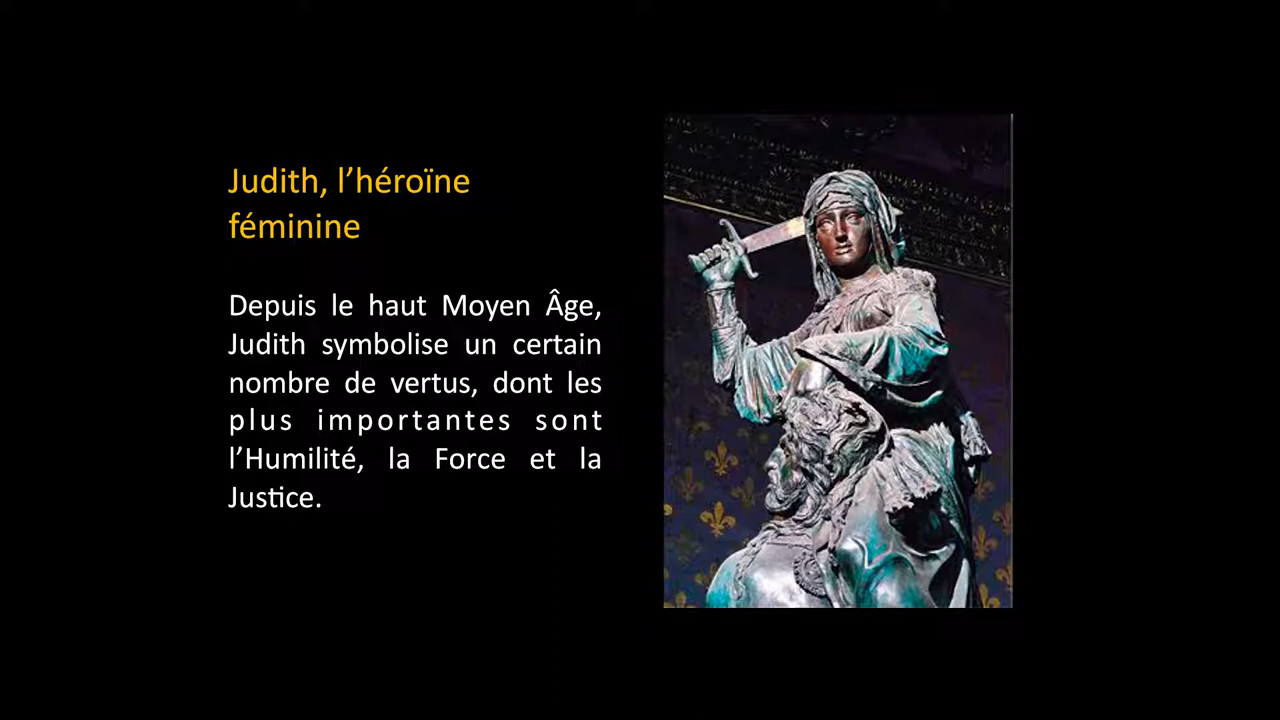 Judith, l’héroïne
féminine
Depuis le haut Moyen Âge,
Judith symbolise un certain
nombre de vertus, dont les
plus importantes sont
l’Humilité, la Force et la
Justice.